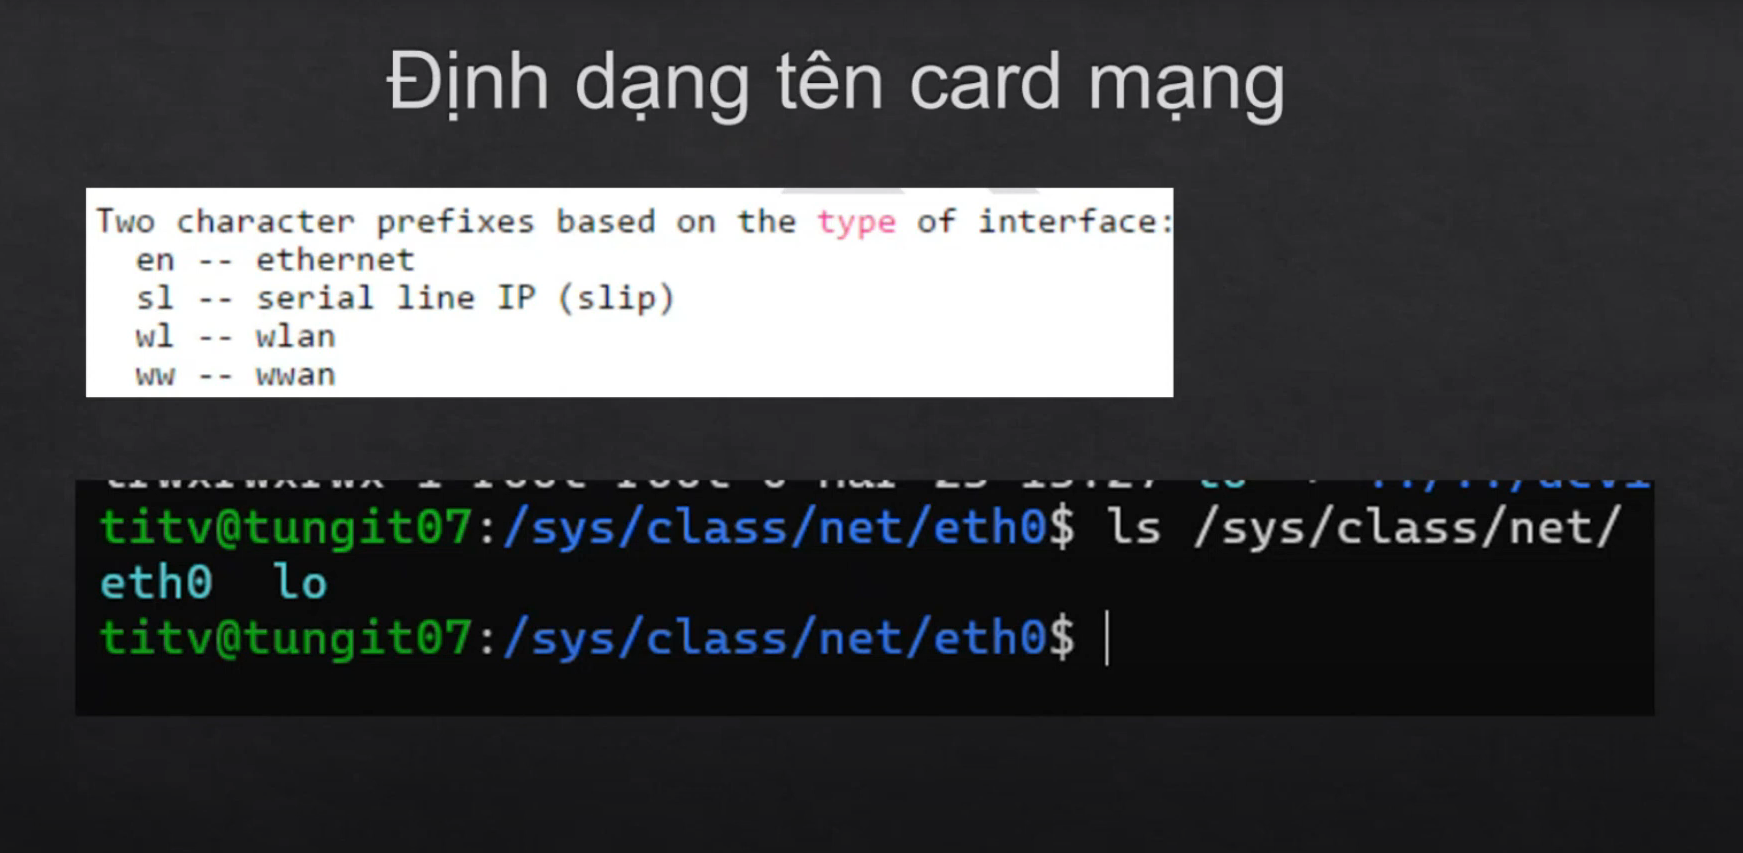 Định dạng tên card mạng
Two character prefixes based on the type of interface:
en -- ethernet
sl -- serial line IP (slip)
wl -- wlan
ww -- wwan
titv@tungit07:/sys/class/net/eth0$ ls /sys/class/net/
eth0 lo
titv@tungit07:/sys/class/net/eth0$